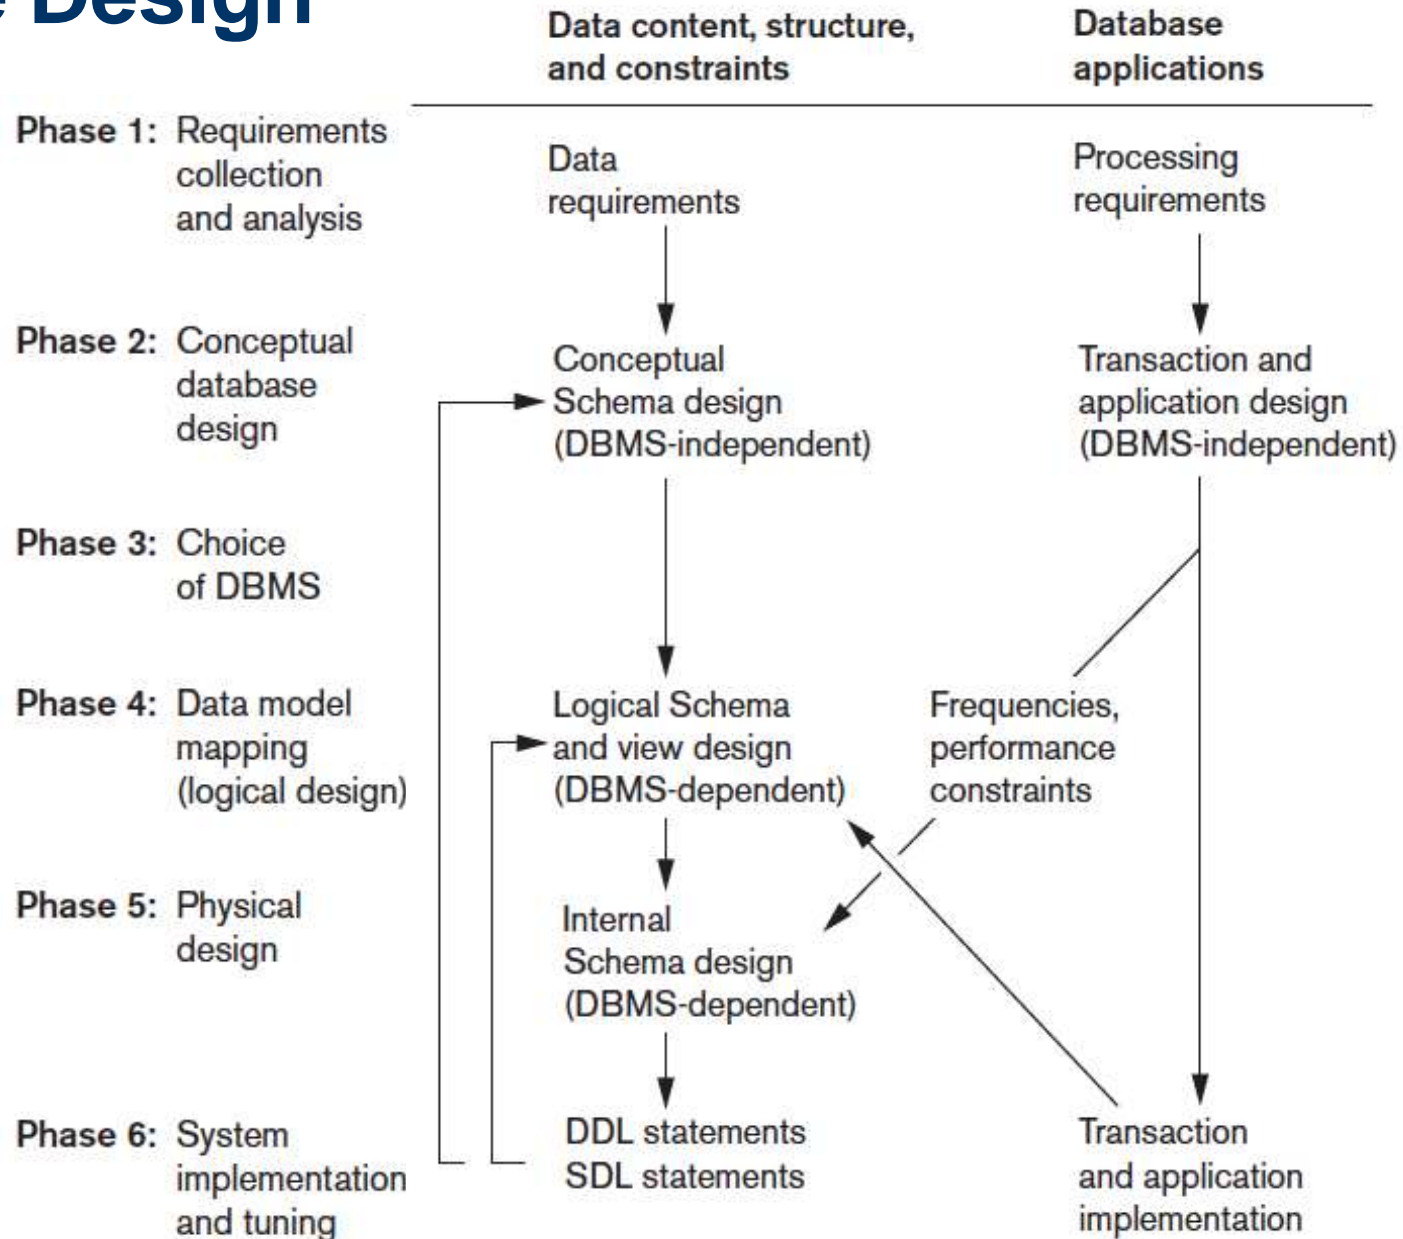 e Design
Data content, structure,
and constraints
Database
applications
Phase 1: Requirements
collection
and analysis
Data
requirements
Processing
requirements
Phase 2: Conceptual
database
design
Conceptual
Schema design
(DBMS-independent)
Transaction and
application design
(DBMS-independent)
Phase 3: Choice
of DBMS
Phase 4: Data model
mapping
(logical design)
Logical Schema
and view design
(DBMS-dependent)
Frequencies,
performance
constraints
Phase 5: Physical
design
Internal
Schema design
(DBMS-dependent)
Phase 6: System
implementation
and tuning
DDL statements
SDL statements
Transaction
and application
implementation